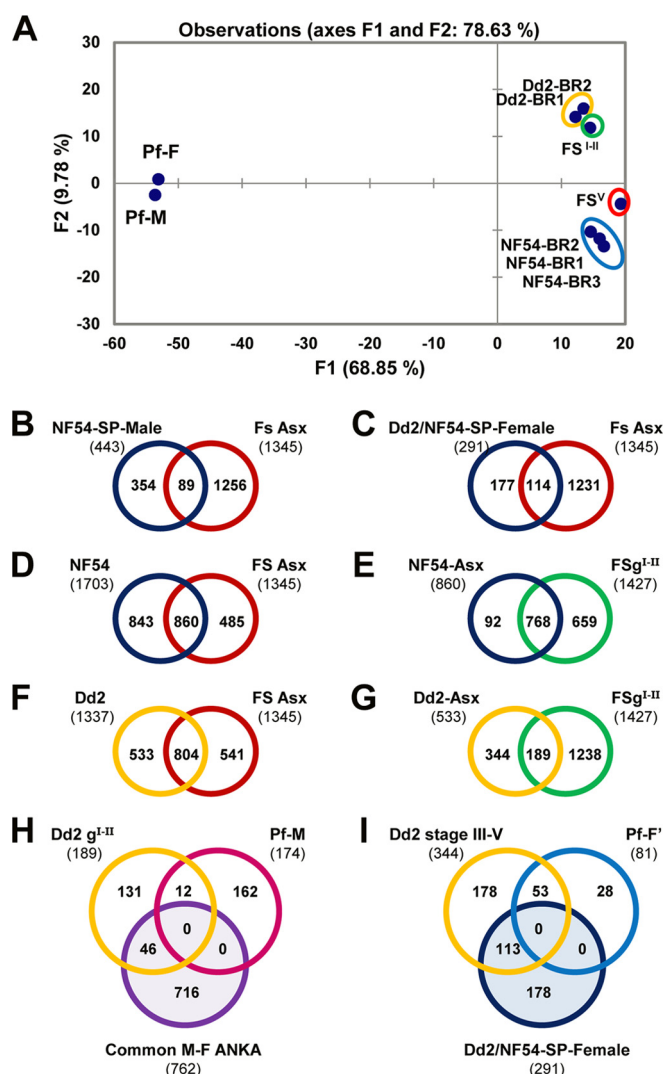 A
Observations (axes F1 and F2: 78.63 %)
30
20
10
0
-10
-20
-30
F2 (9.78 %)
Dd2-BR2
Dd2-BR1
FS I-II
Pf-F
Pf-M
FSV
NF54-BR2
NF54-BR1
NF54-BR3
-60 -50 -40 -30 -20 -10 0 10 20
F1 (68.85 %)
B
NF54-SP-Male
(443)
Fs Asx
(1345)
354 89 1256
C
Dd2/NF54-SP-Female
(291)
Fs Asx
(1345)
177 114 1231
D
NF54
(1703)
FS Asx
(1345)
843 860 485
E
NF54-Asx
(860)
FSgI-II
(1427)
92 768 659
F
Dd2
(1337)
FS Asx
(1345)
533 804 541
G
Dd2-Asx
(533)
FSgI-II
(1427)
344 189 1238
H
Dd2 gI-II
(189)
Pf-M
(174)
131 12 162
0
46 0
716
Common M-F ANKA
(762)
I
Dd2 stage III-V
(344)
Pf-F'
(81)
178 53 28
0
113 0
178
Dd2/NF54-SP-Female
(291)